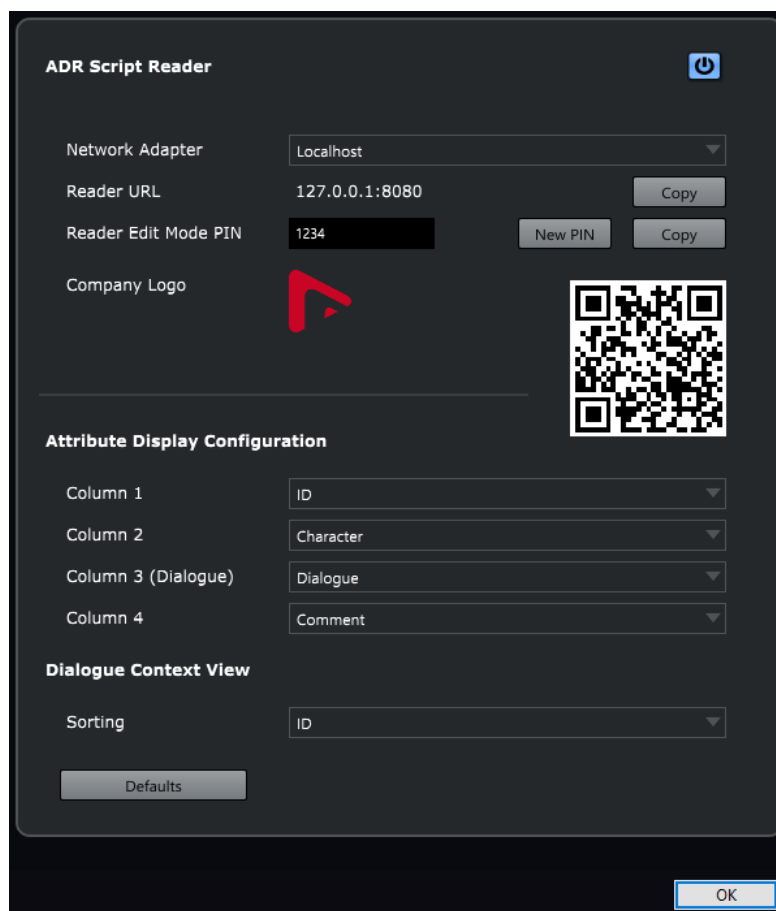 ADR Script Reader
Network Adapter Localhost
Reader URL 127.0.0.1:8080 Copy
Reader Edit Mode PIN 1234 New PIN Copy
Company Logo
Attribute Display Configuration
Column 1 ID
Column 2 Character
Column 3 (Dialogue) Dialogue
Column 4 Comment
Dialogue Context View
Sorting ID
Defaults
OK